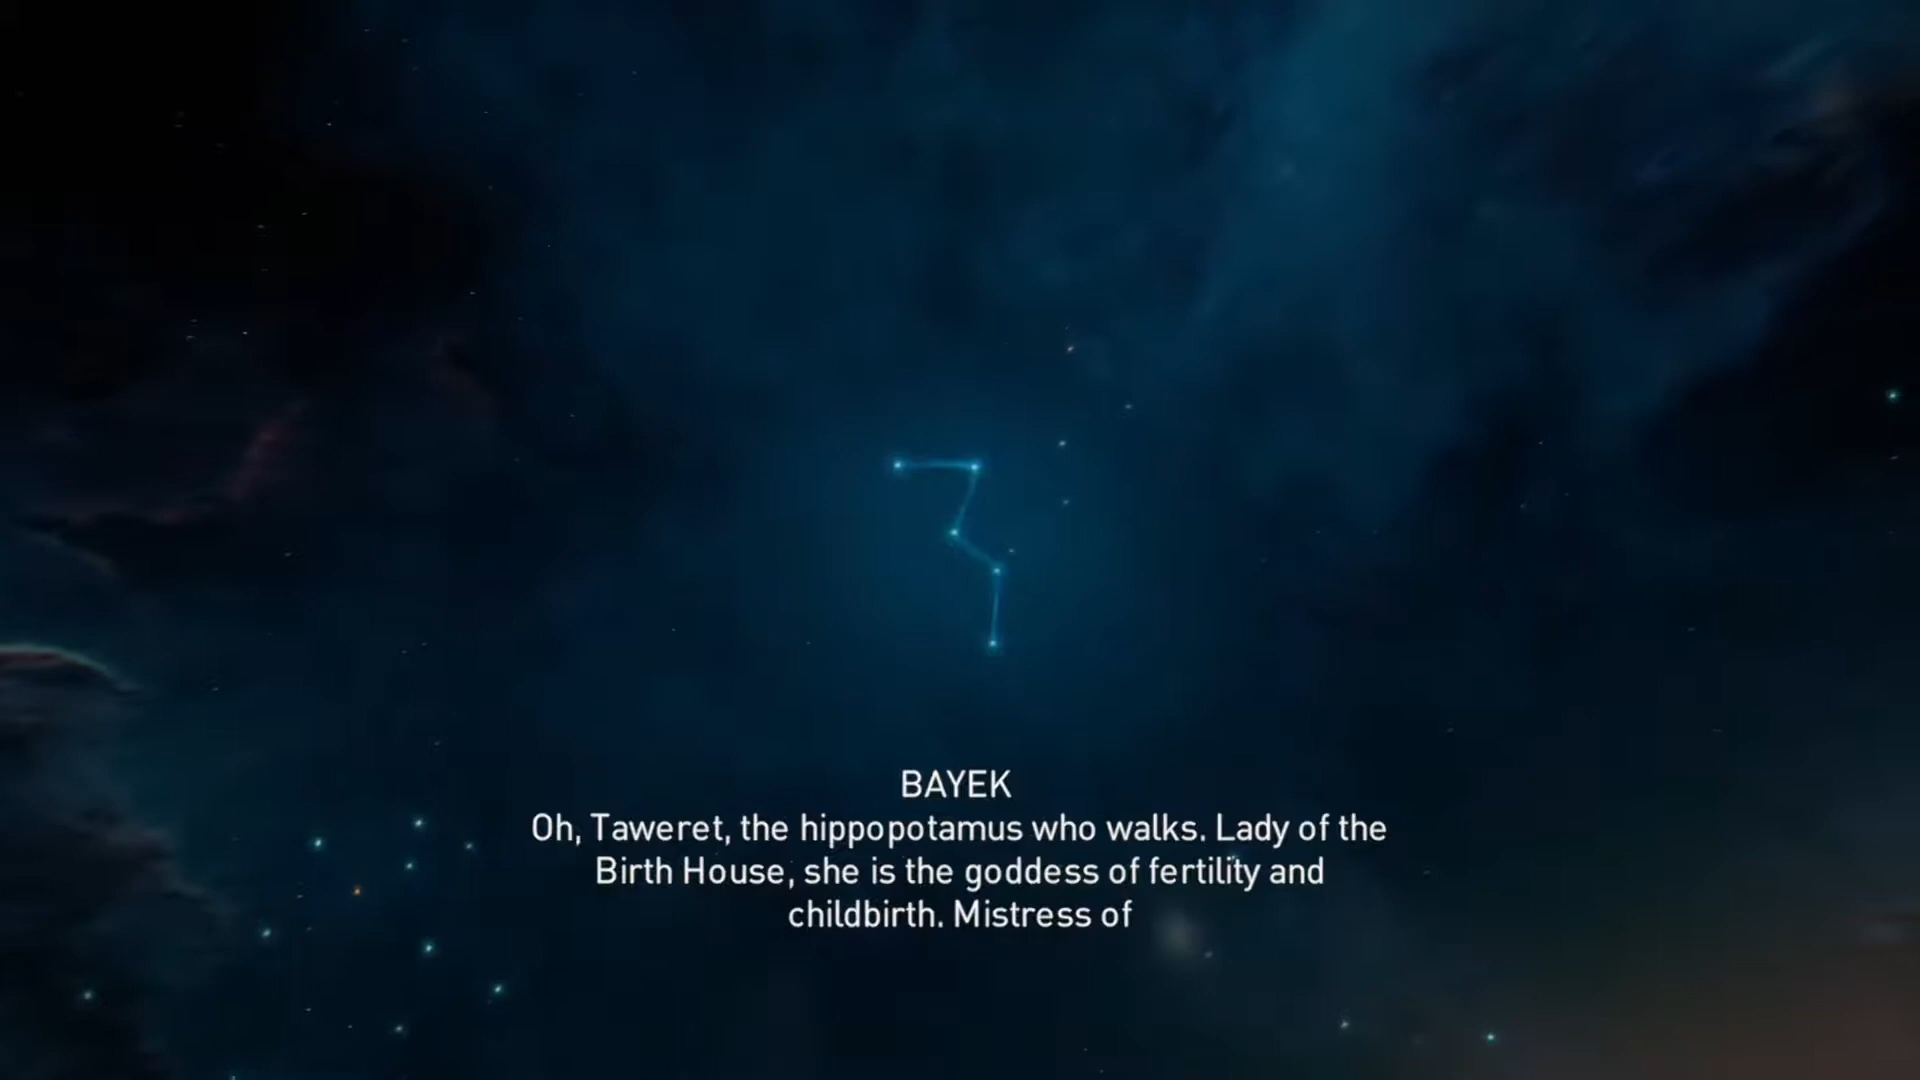 BAYEK
Oh, Taweret, the hippopotamus who walks. Lady of the
Birth House, she is the goddess of fertility and
childbirth. Mistress of